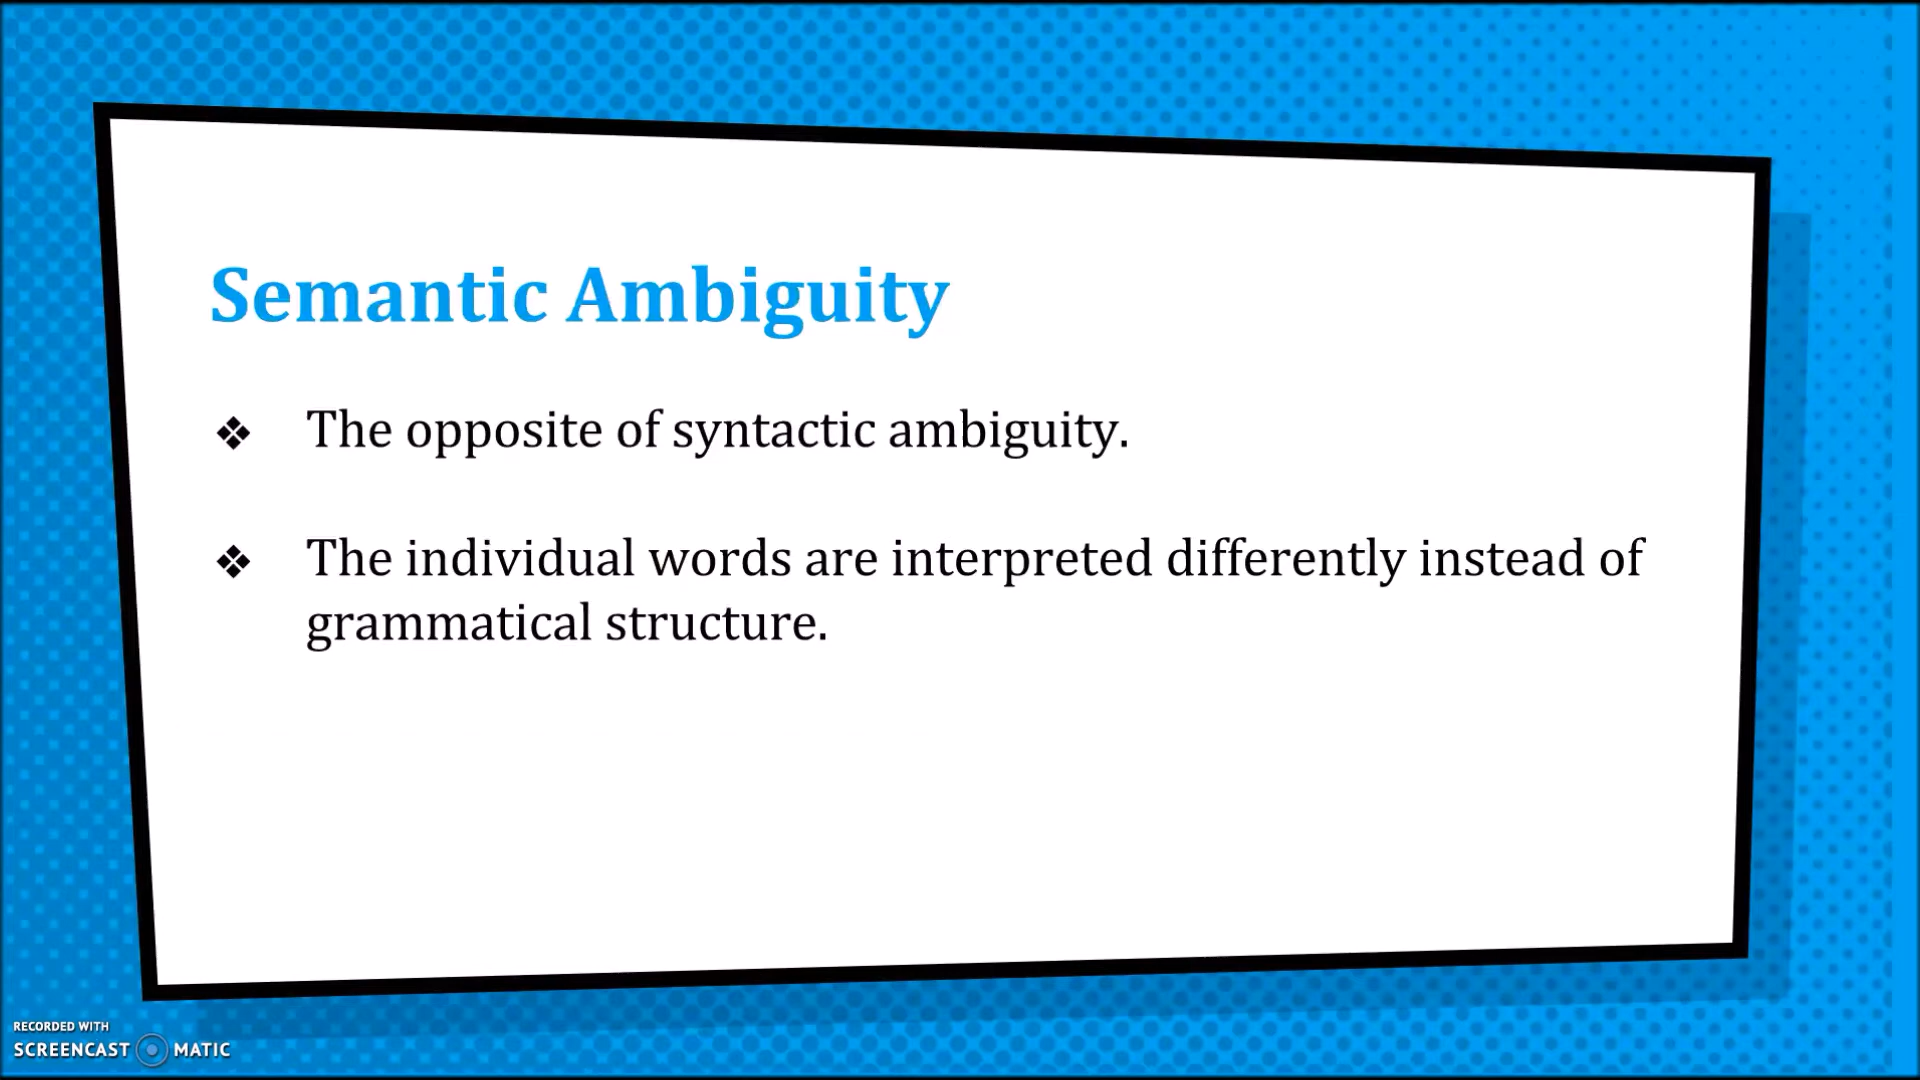 Semantic Ambiguity
❖ The opposite of syntactic ambiguity.
❖ The individual words are interpreted differently instead of
grammatical structure.
RECORDED WITH
SCREENCAST MATIC